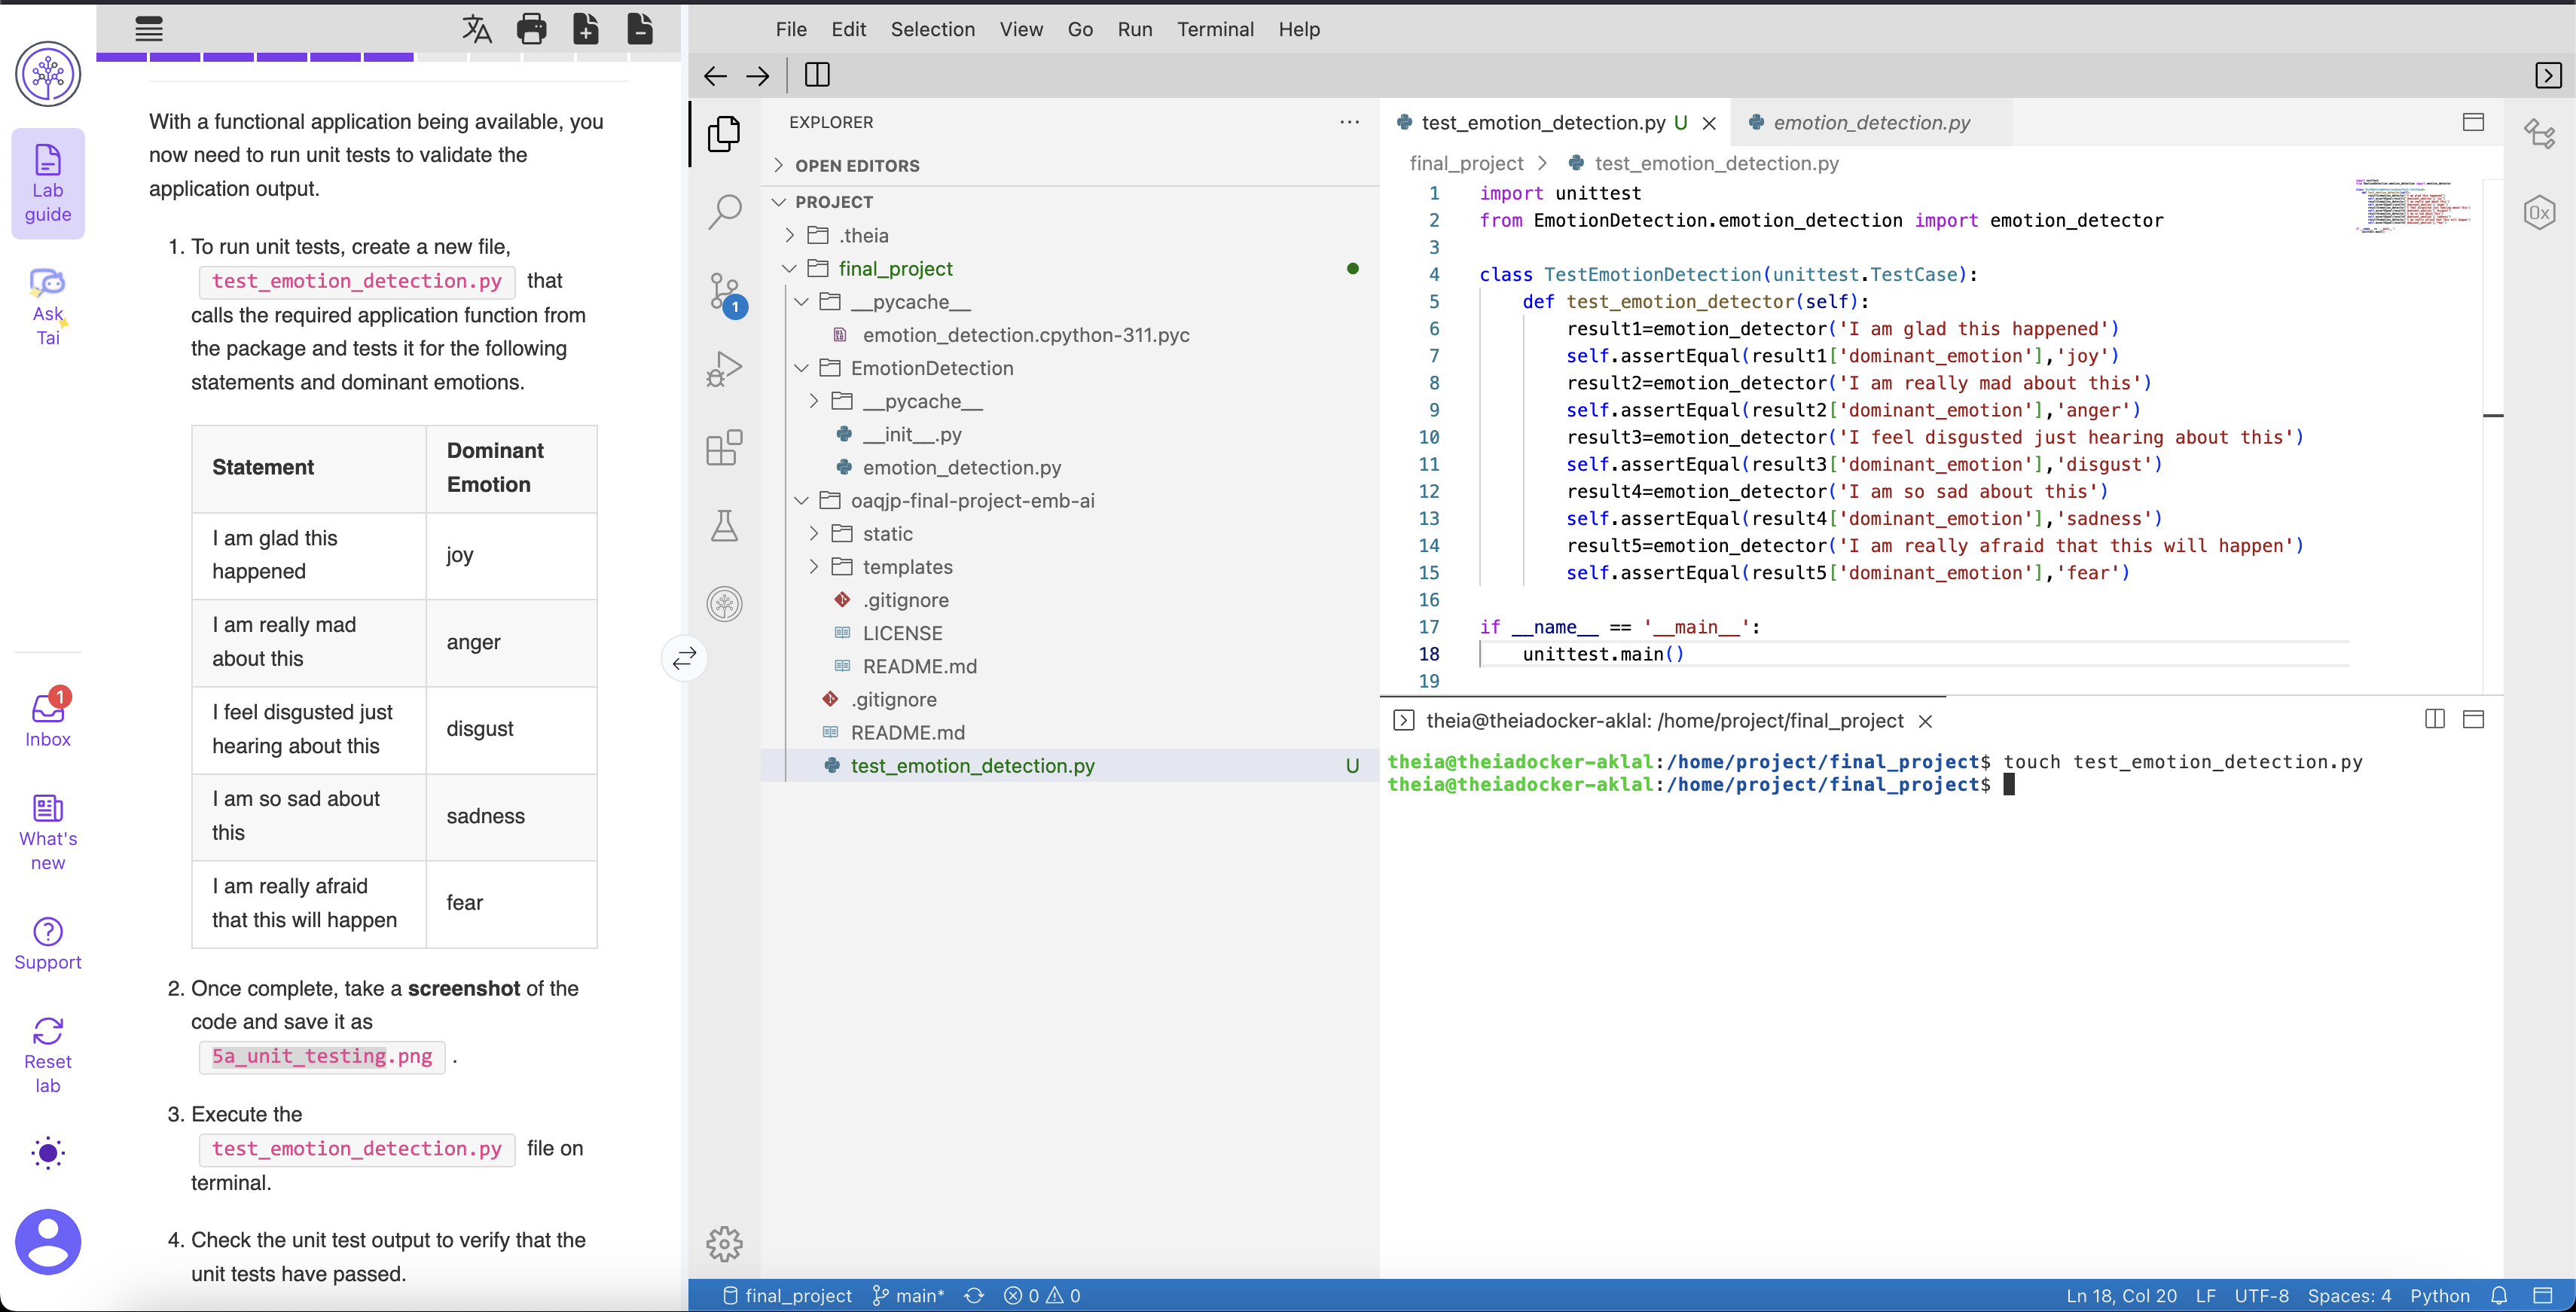 File Edit Selection View Go Run Terminal Help
Lab
guide
Ask
Tai
1
Inbox
What's
new
Support
Reset
lab
With a functional application being available, you
now need to run unit tests to validate the
application output.
1. To run unit tests, create a new file,
test_emotion_detection.py that
calls the required application function from
the package and tests it for the following
statements and dominant emotions.
Statement Dominant
Emotion
I am glad this
happened
joy
I am really mad
about this
anger
I feel disgusted just
hearing about this
disgust
I am so sad about
this
sadness
I am really afraid
that this will happen
fear
2. Once complete, take a screenshot of the
code and save it as
5a_unit_testing.png .
3. Execute the
test_emotion_detection.py file on
terminal.
4. Check the unit test output to verify that the
unit tests have passed.
1
EXPLORER
OPEN EDITORS
PROJECT
.theia
final_project
__pycache__
emotion_detection.cpython-311.pyc
EmotionDetection
__pycache__
__init__.py
emotion_detection.py
oaqjp-final-project-emb-ai
static
templates
.gitignore
LICENSE
README.md
.gitignore
README.md
test_emotion_detection.py U
test_emotion_detection.py U emotion_detection.py
final_project > test_emotion_detection.py
1 import unittest
2 from EmotionDetection.emotion_detection import emotion_detector
3
4 class TestEmotionDetection(unittest.TestCase):
5 def test_emotion_detector(self):
6 result1=emotion_detector('I am glad this happened')
7 self.assertEqual(result1['dominant_emotion'],'joy')
8 result2=emotion_detector('I am really mad about this')
9 self.assertEqual(result2['dominant_emotion'],'anger')
10 result3=emotion_detector('I feel disgusted just hearing about this')
11 self.assertEqual(result3['dominant_emotion'],'disgust')
12 result4=emotion_detector('I am so sad about this')
13 self.assertEqual(result4['dominant_emotion'],'sadness')
14 result5=emotion_detector('I am really afraid that this will happen')
15 self.assertEqual(result5['dominant_emotion'],'fear')
16
17 if __name__ == '__main__':
18 unittest.main()
19
0x
theia@theiadocker-aklal: /home/project/final_project
theia@theiadocker-aklal:/home/project/final_project$ touch test_emotion_detection.py
theia@theiadocker-aklal:/home/project/final_project$
final_project main* 0 0 Ln 18, Col 20 LF UTF-8 Spaces: 4 Python